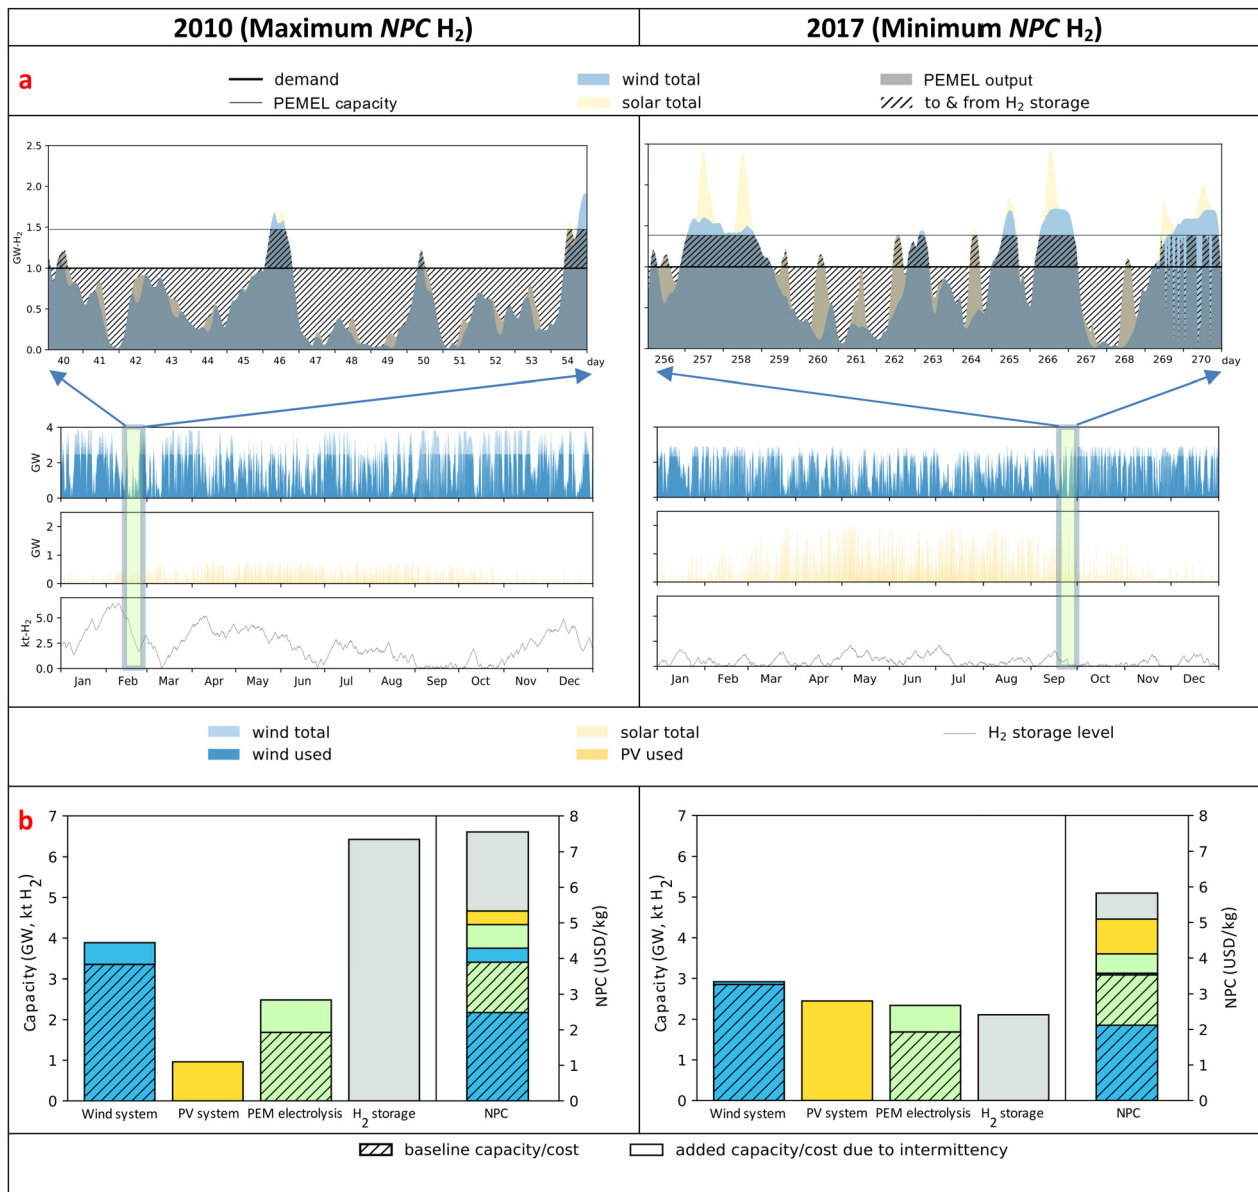 2010 (Maximum NPC H2)
2017 (Minimum NPC H2)
a
demand
wind total
PEMEL output
PEMEL capacity
solar total
to & from H2 storage
2.5
2.0
1.5
1.0
0.5
0.0
GW-H2
40 41 42 43 44 45 46 47 48 49 50 51 52 53 54 day
256 257 258 259 260 261 262 263 264 265 266 267 268 269 270 day
4
2
0
GW
2
1
0
GW
5.0
2.5
0.0
kt-H2
Jan Feb Mar Apr May Jun Jul Aug Sep Oct Nov Dec
Jan Feb Mar Apr May Jun Jul Aug Sep Oct Nov Dec
wind total
solar total
H2 storage level
wind used
PV used
b
7
6
5
4
3
2
1
0
Capacity (GW, kt H2)
8
7
6
5
4
3
2
1
0
NPC (USD/kg)
Wind system PV system PEM electrolysis H2 storage NPC
7
6
5
4
3
2
1
0
Capacity (GW, kt H2)
8
7
6
5
4
3
2
1
0
NPC (USD/kg)
Wind system PV system PEM electrolysis H2 storage NPC
baseline capacity/cost
added capacity/cost due to intermittency